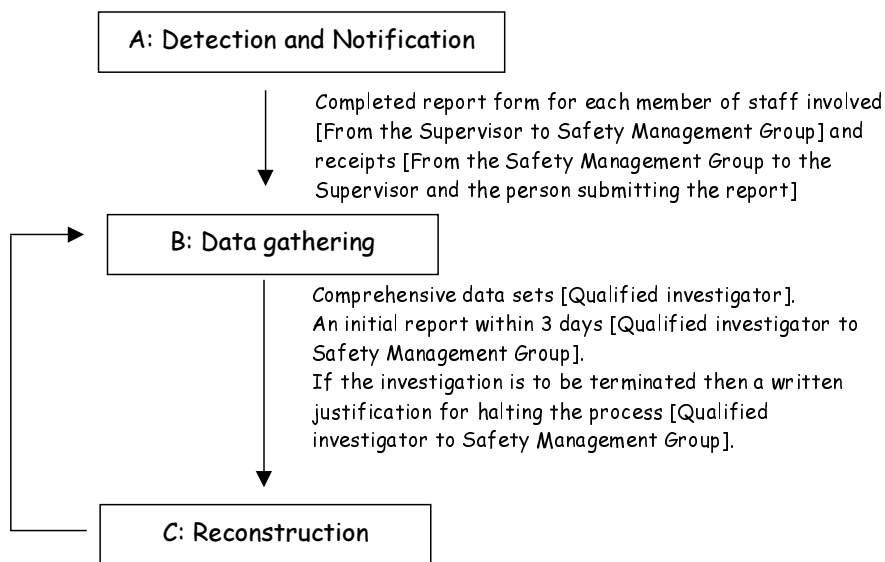 A: Detection and Notification
Completed report form for each member of staff involved
[From the Supervisor to Safety Management Group] and
receipts [From the Safety Management Group to the
Supervisor and the person submitting the report]
B: Data gathering
Comprehensive data sets [Qualified investigator].
An initial report within 3 days [Qualified investigator to
Safety Management Group].
If the investigation is to be terminated then a written
justification for halting the process [Qualified
investigator to Safety Management Group].
C: Reconstruction